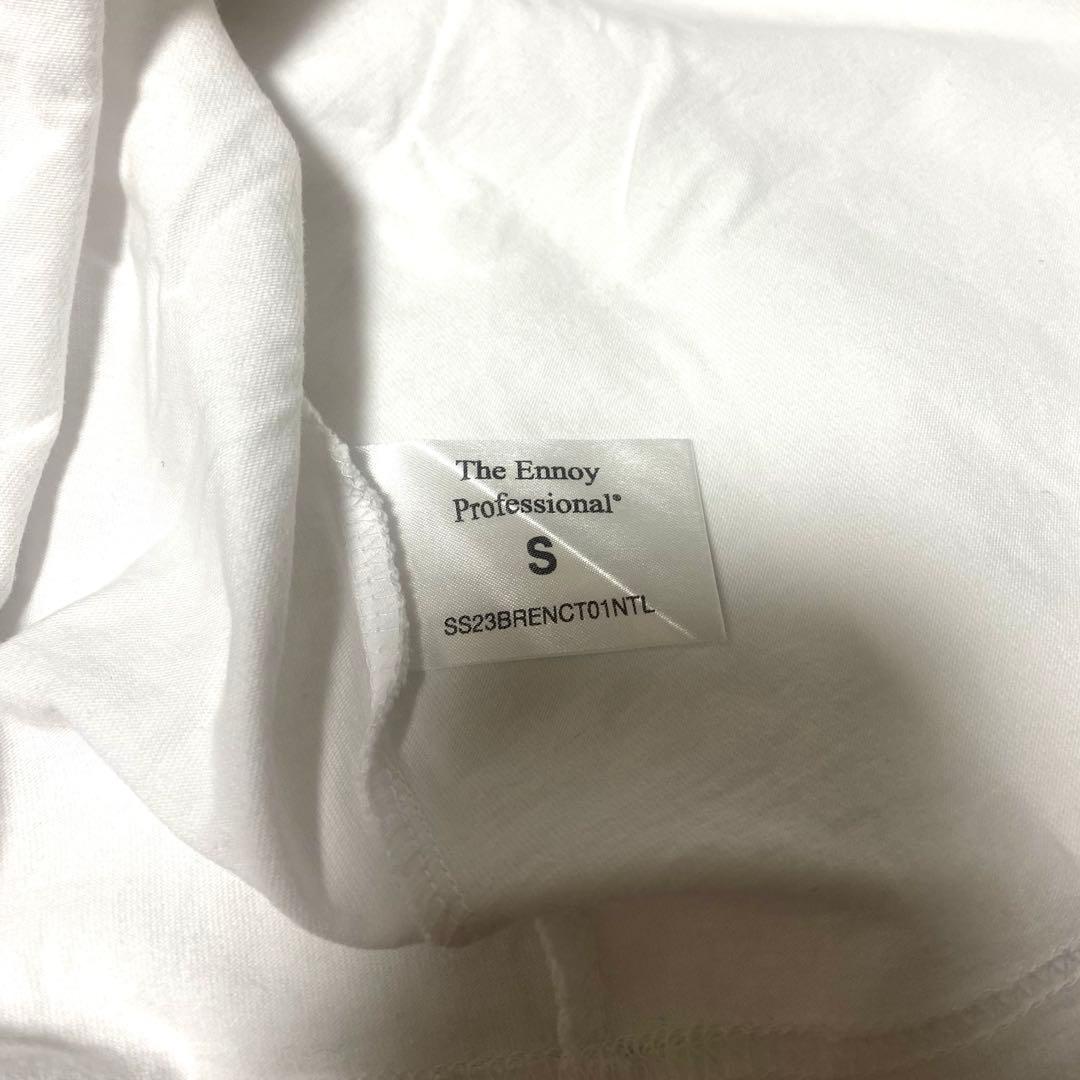 The Ennoy
Professional®
S
SS23BRENCT01NTL